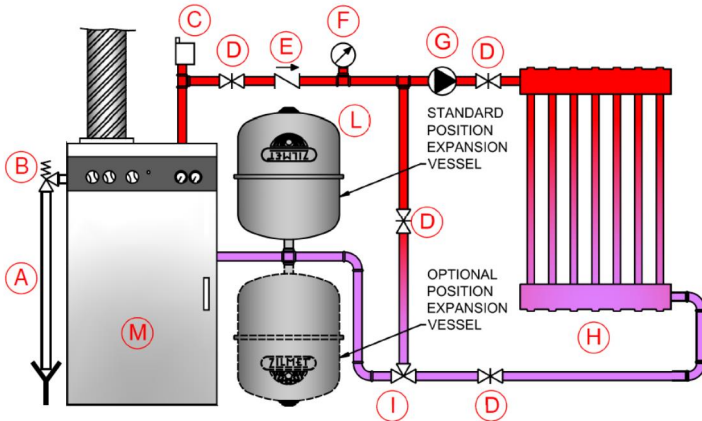 C
D
E
F
G
D
L
STANDARD
POSITION
EXPANSION
VESSEL
ZILMET
B
D
A
OPTIONAL
POSITION
EXPANSION
VESSEL
M
H
ZILMET
I
D